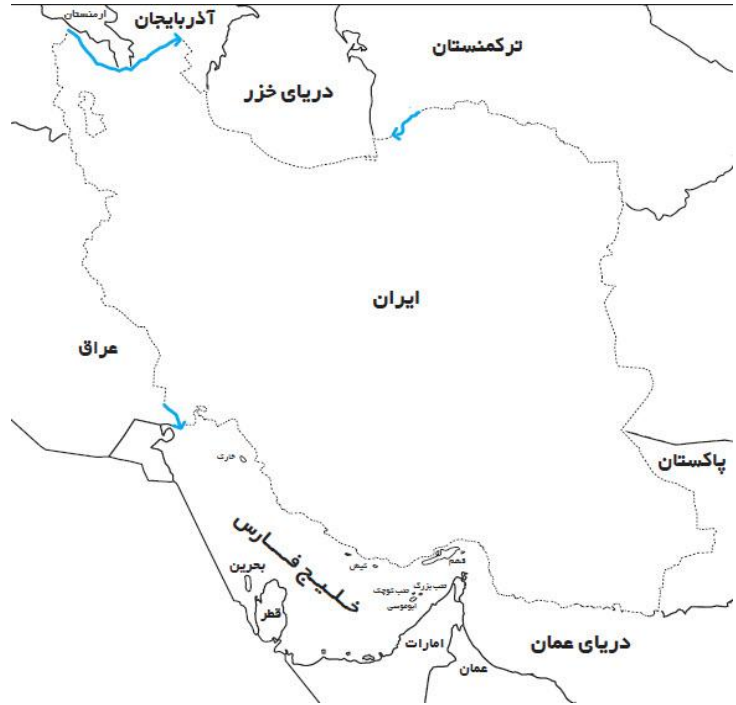 ارمنستان
آذربایجان
ترکمنستان
دریای خزر
ایران
عراق
پاکستان
خارک
خلیج فارس
کیش
قشم
تنب بزرگ
تنب کوچک
ابوموسی
بحرین
قطر
امارات
عمان
دریای عمان